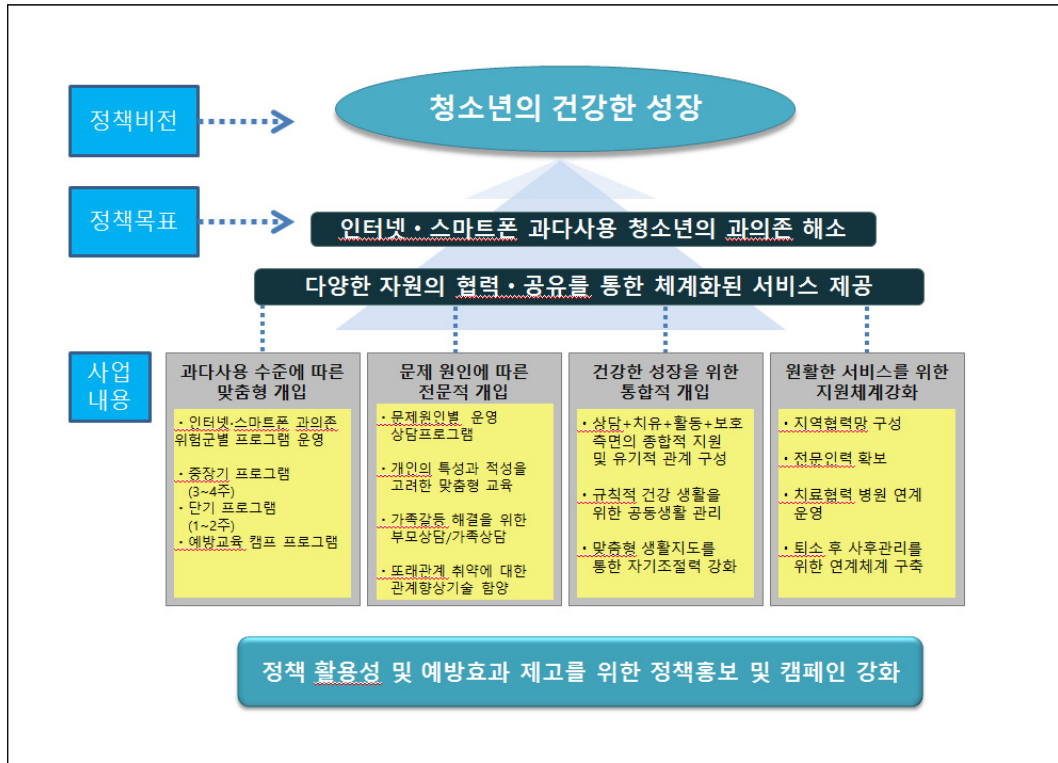 정책비전
청소년의 건강한 성장
정책목표
인터넷·스마트폰 과다사용 청소년의 과의존 해소
다양한 자원의 협력·공유를 통한 체계화된 서비스 제공
사업
내용
과다사용 수준에 따른
맞춤형 개입
·인터넷·스마트폰 과의존
위험군별 프로그램 운영
·중장기 프로그램
(3~4주)
·단기 프로그램
(1~2주)
·예방교육 캠프 프로그램
문제 원인에 따른
전문적 개입
·문제원인별 운영
상담프로그램
·개인의 특성과 적성을
고려한 맞춤형 교육
·가족갈등 해결을 위한
부모상담/가족상담
·또래관계 취약에 대한
관계향상기술 함양
건강한 성장을 위한
통합적 개입
·상담+치유+활동+보호
측면의 종합적 지원
및 유기적 관계 구성
·규칙적 건강 생활을
위한 공동생활 관리
·맞춤형 생활지도를
통한 자기조절력 강화
원활한 서비스를 위한
지원체계강화
·지역협력망 구성
·전문인력 확보
·치료협력 병원 연계
운영
·퇴소 후 사후관리를
위한 연계체계 구축
정책 활용성 및 예방효과 제고를 위한 정책홍보 및 캠페인 강화